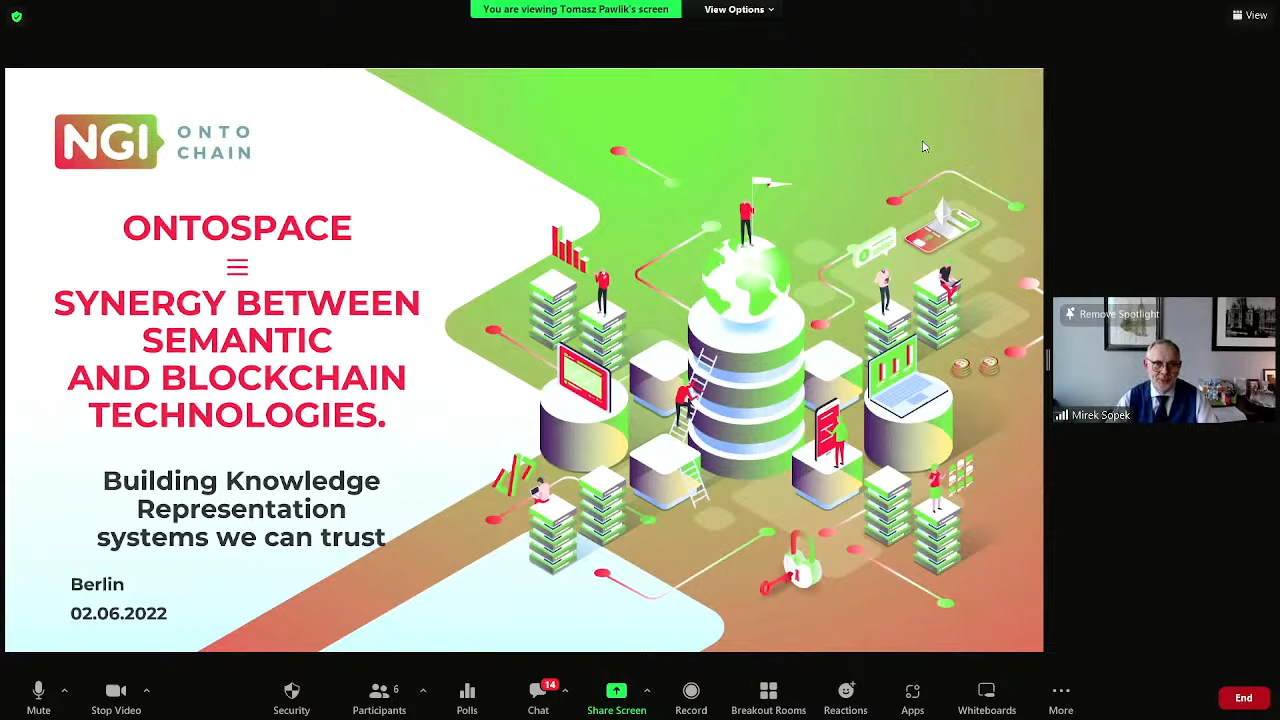 You are viewing Tomasz Pawlik's screen
View Options
View
NGI
ONTO
CHAIN
ONTOSPACE
≡
SYNERGY BETWEEN
SEMANTIC
AND BLOCKCHAIN
TECHNOLOGIES.
Building Knowledge
Representation
systems we can trust
Berlin
02.06.2022
Remove Spotlight
Mirek Sopek
Mute
Stop Video
Security
6
Participants
Polls
14
Chat
Share Screen
Record
Breakout Rooms
Reactions
Apps
Whiteboards
More
End